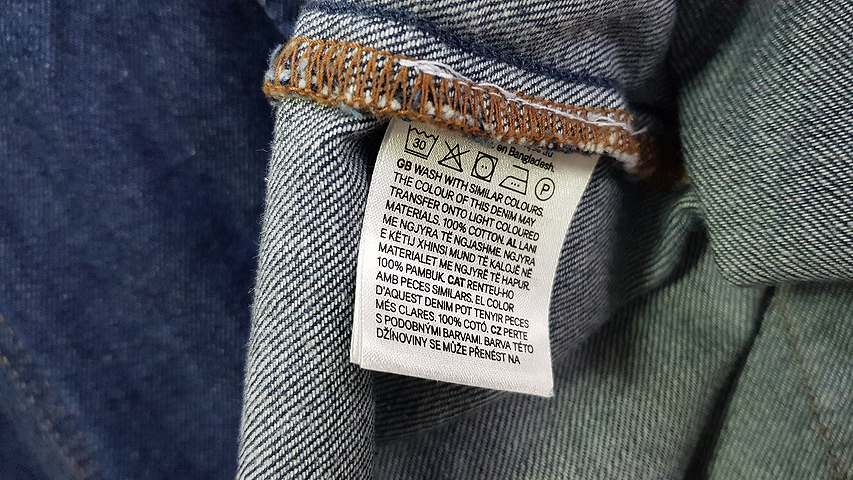 en Bangladesh.
30
P
GB WASH WITH SIMILAR COLOURS.
THE COLOUR OF THIS DENIM MAY
TRANSFER ONTO LIGHT COLOURED
MATERIALS. 100% COTTON. AL LANI
ME NGJYRA TË NGJASHME. NGJYRA
E KËTIJ XHINSI MUND TË KALOJË NË
MATERIALET ME NGJYRË TË HAPUR.
100% PAMBUK. CAT RENTEU-HO
AMB PECES SIMILARS. EL COLOR
D'AQUEST DENIM POT TENYIR PECES
MÉS CLARES. 100% COTÓ. CZ PERTE
S PODOBNÝMI BARVAMI. BARVA TÉTO
DŽÍNOVINY SE MŮŽE PŘENÉST NA